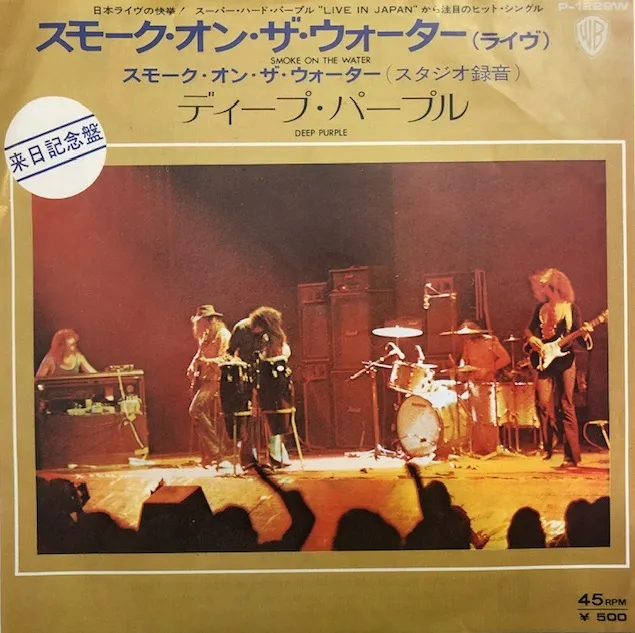 日本ライヴの快挙! スーパー・ハード・パープル "LIVE IN JAPAN" から注目のヒット・シングル
P-1229W
スモーク・オン・ザ・ウォーター(ライヴ)
SMOKE ON THE WATER
スモーク・オン・ザ・ウォーター(スタジオ録音)
ディープ・パープル
DEEP PURPLE
来日記念盤
45 RPM
¥ 500